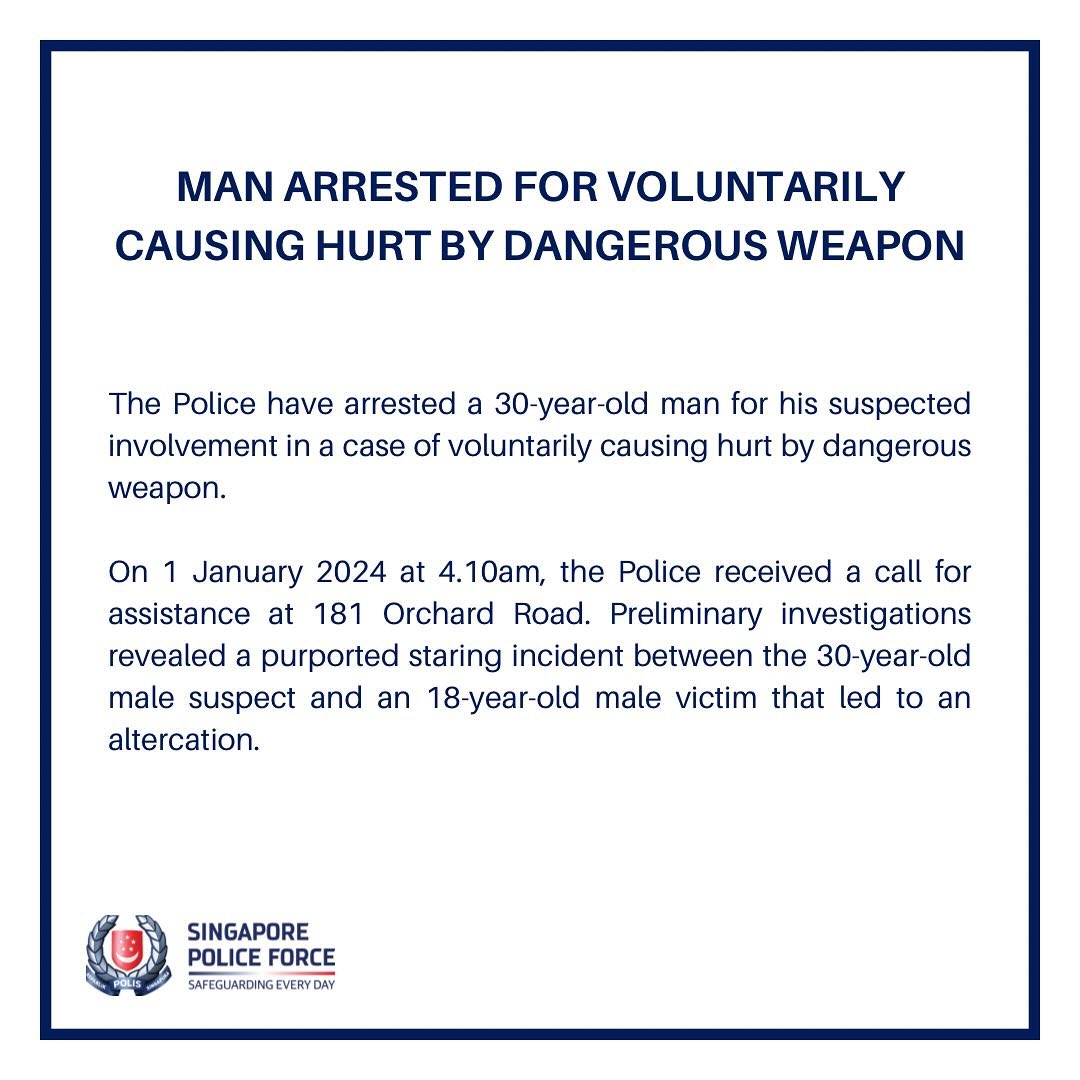 MAN ARRESTED FOR VOLUNTARILY
CAUSING HURT BY DANGEROUS WEAPON
The Police have arrested a 30-year-old man for his suspected
involvement in a case of voluntarily causing hurt by dangerous
weapon.
On 1 January 2024 at 4.10am, the Police received a call for
assistance at 181 Orchard Road. Preliminary investigations
revealed a purported staring incident between the 30-year-old
male suspect and an 18-year-old male victim that led to an
altercation.
POLIS
SINGAPORE
POLICE FORCE
SAFEGUARDING EVERY DAY